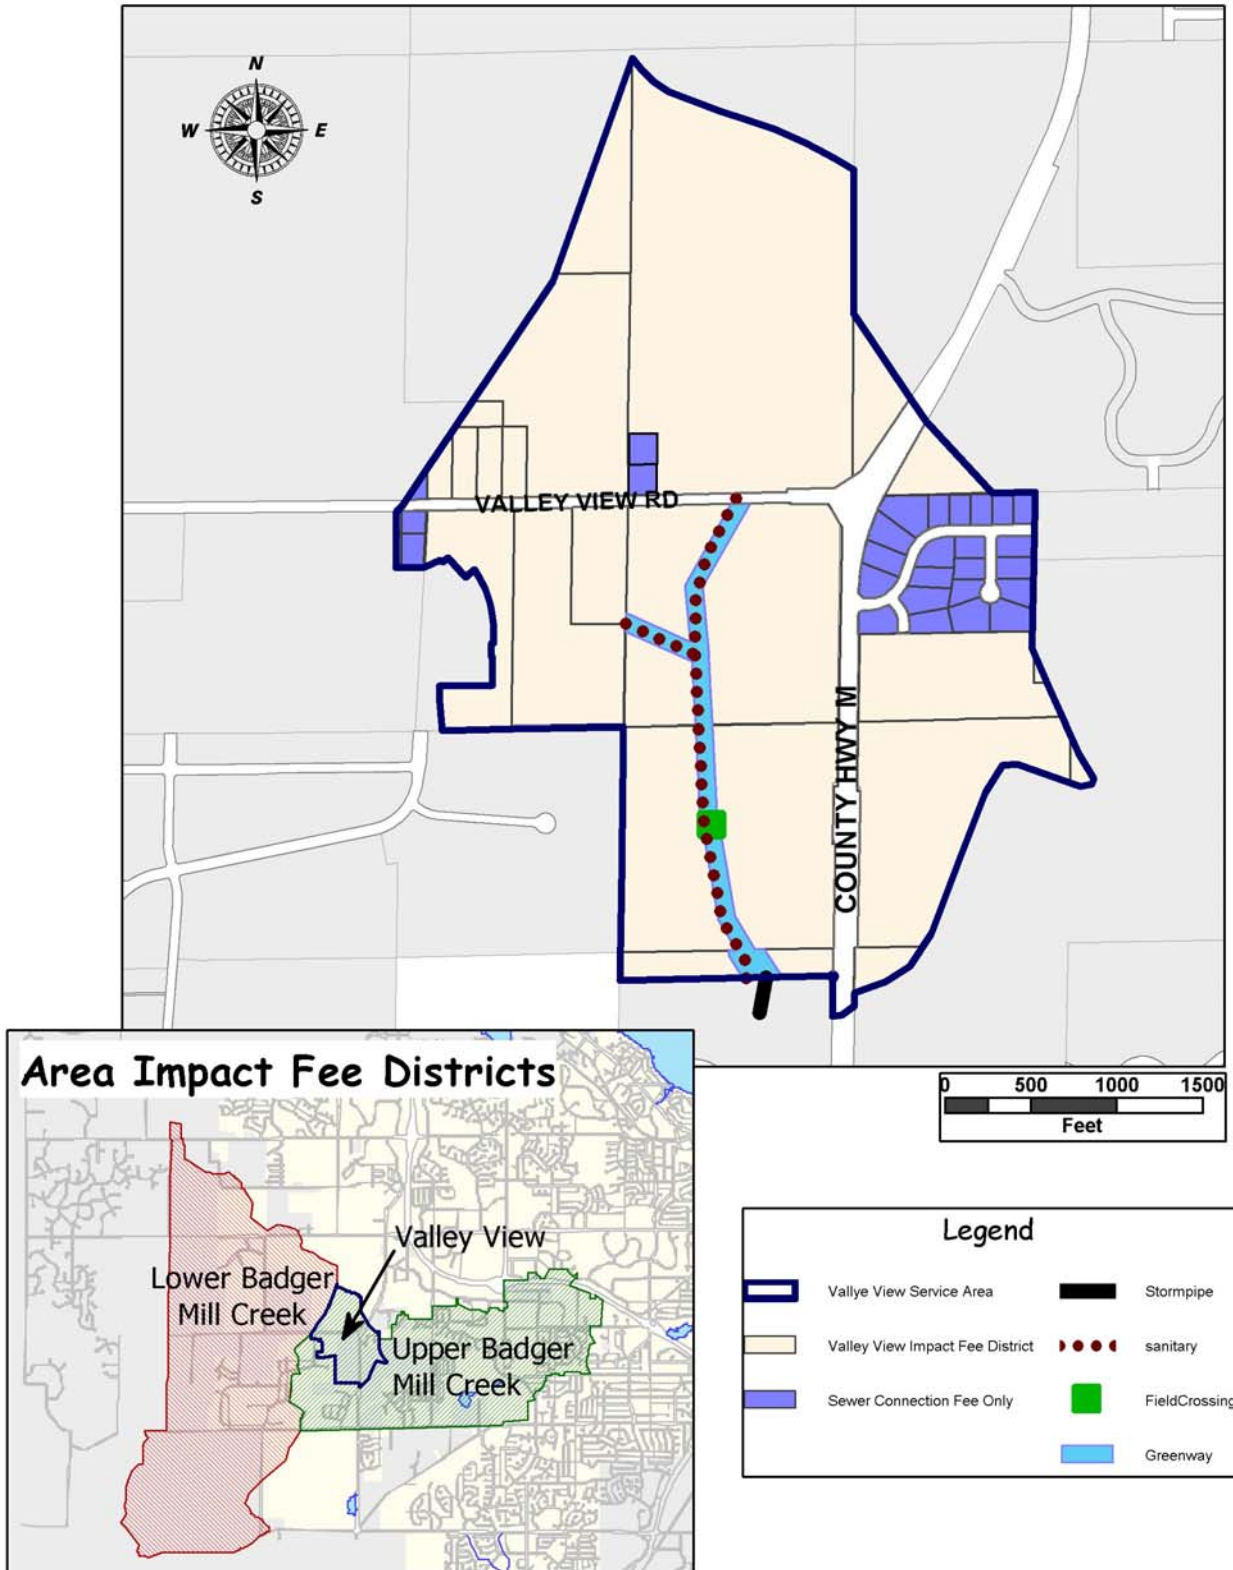 N
W E
S
VALLEY VIEW RD
COUNTY HWY M
Area Impact Fee Districts
Valley View
Lower Badger
Mill Creek
Upper Badger
Mill Creek
0 500 1000 1500
Feet
Legend
Vallye View Service Area
Stormpipe
Valley View Impact Fee District
sanitary
Sewer Connection Fee Only
FieldCrossing
Greenway